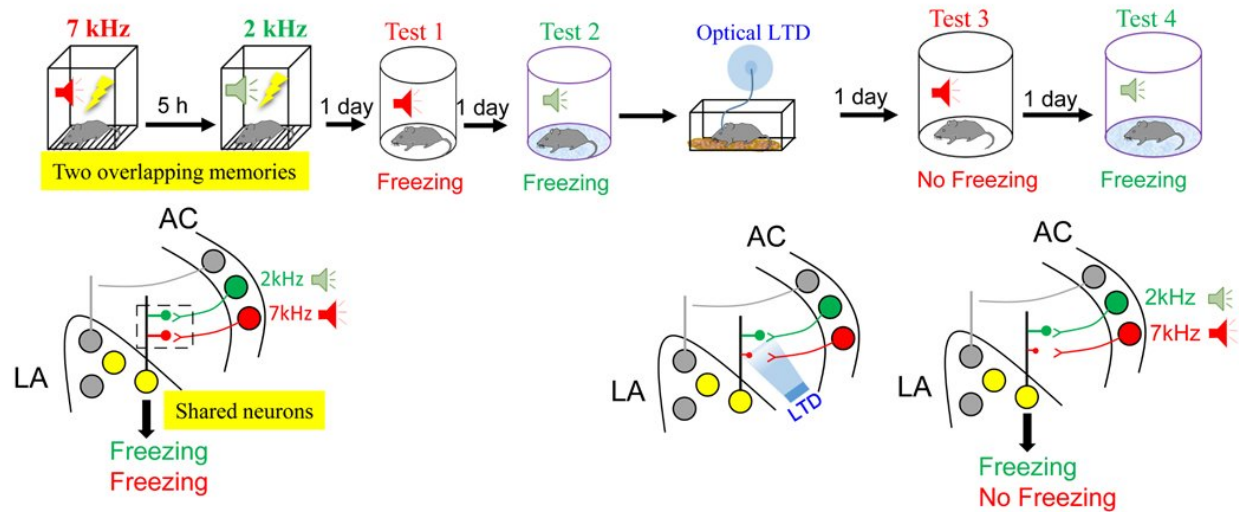 7 kHz
2 kHz
Test 1
Test 2
Optical LTD
Test 3
Test 4
5 h
1 day
1 day
1 day
1 day
Two overlapping memories
Freezing
Freezing
No Freezing
Freezing
AC
2kHz
7kHz
LA
Shared neurons
Freezing
Freezing
AC
LA
LTD
AC
2kHz
7kHz
LA
Freezing
No Freezing